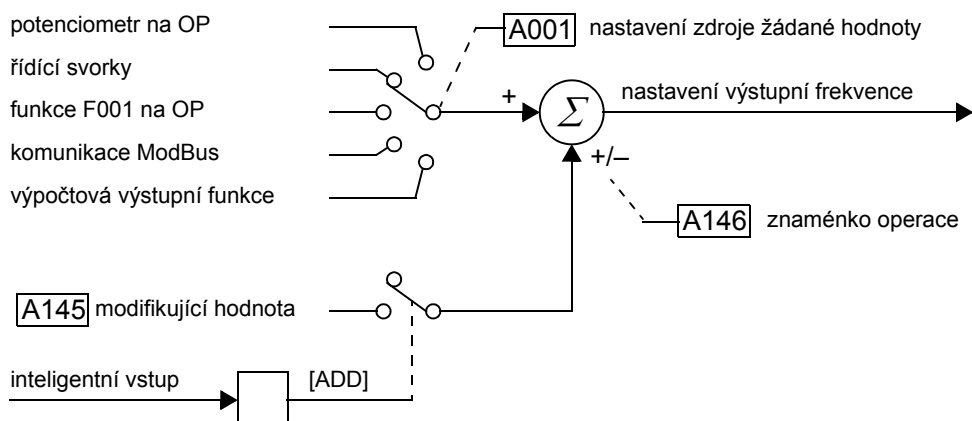 potenciometr na OP
A001 nastavení zdroje žádané hodnoty
řídící svorky
funkce F001 na OP
+
Σ
nastavení výstupní frekvence
komunikace ModBus
+/–
výpočtová výstupní funkce
A146 znaménko operace
A145 modifikující hodnota
inteligentní vstup
[ADD]